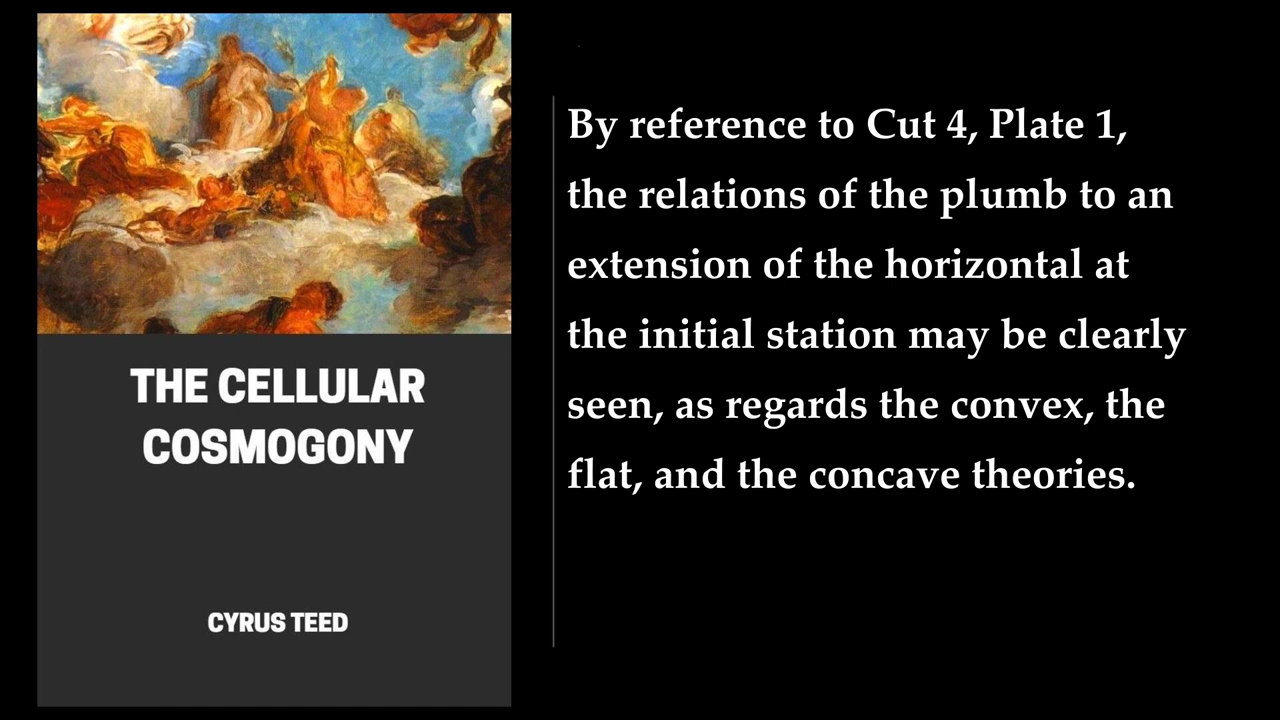 THE CELLULAR
COSMOGONY
CYRUS TEED
By reference to Cut 4, Plate 1,
the relations of the plumb to an
extension of the horizontal at
the initial station may be clearly
seen, as regards the convex, the
flat, and the concave theories.